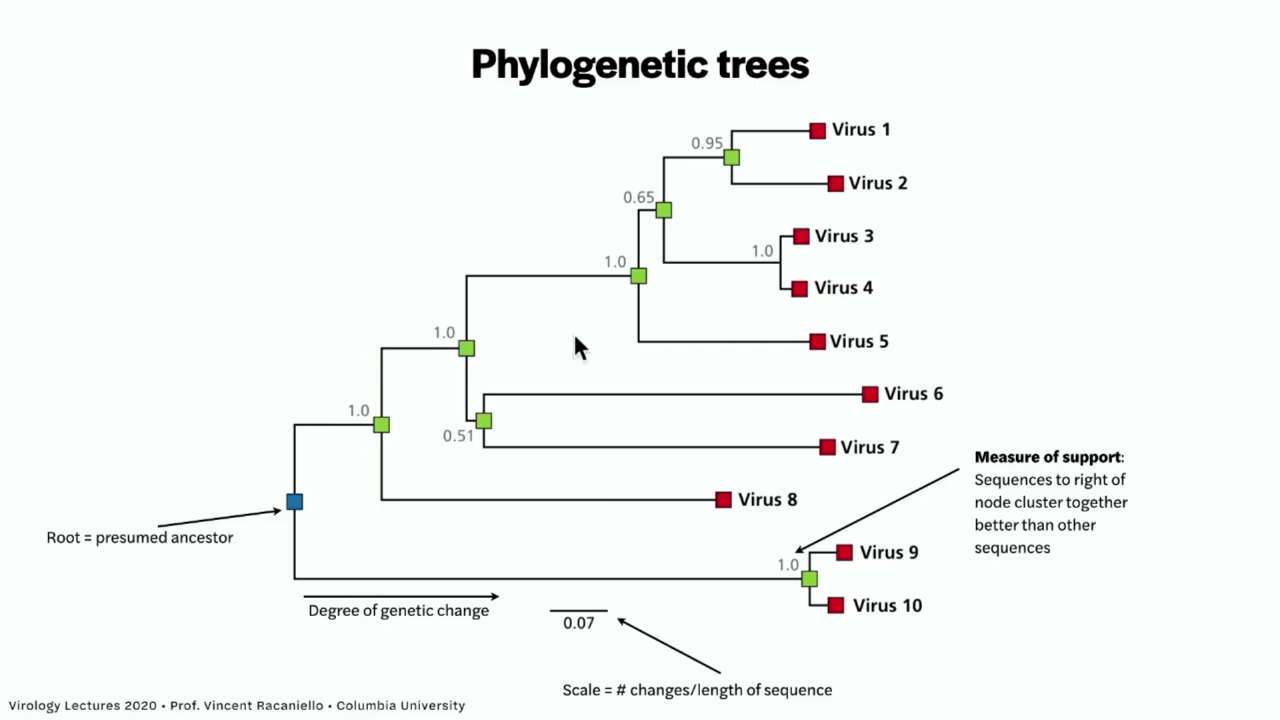 Phylogenetic trees
0.95
Virus 1
Virus 2
0.65
Virus 3
1.0
Virus 4
1.0
Virus 5
1.0
Virus 6
0.51
Virus 7
1.0
Virus 8
Measure of support:
Sequences to right of
node cluster together
better than other
sequences
Root = presumed ancestor
Virus 9
1.0
Virus 10
Degree of genetic change
0.07
Scale = # changes/length of sequence
Virology Lectures 2020 • Prof. Vincent Racaniello • Columbia University